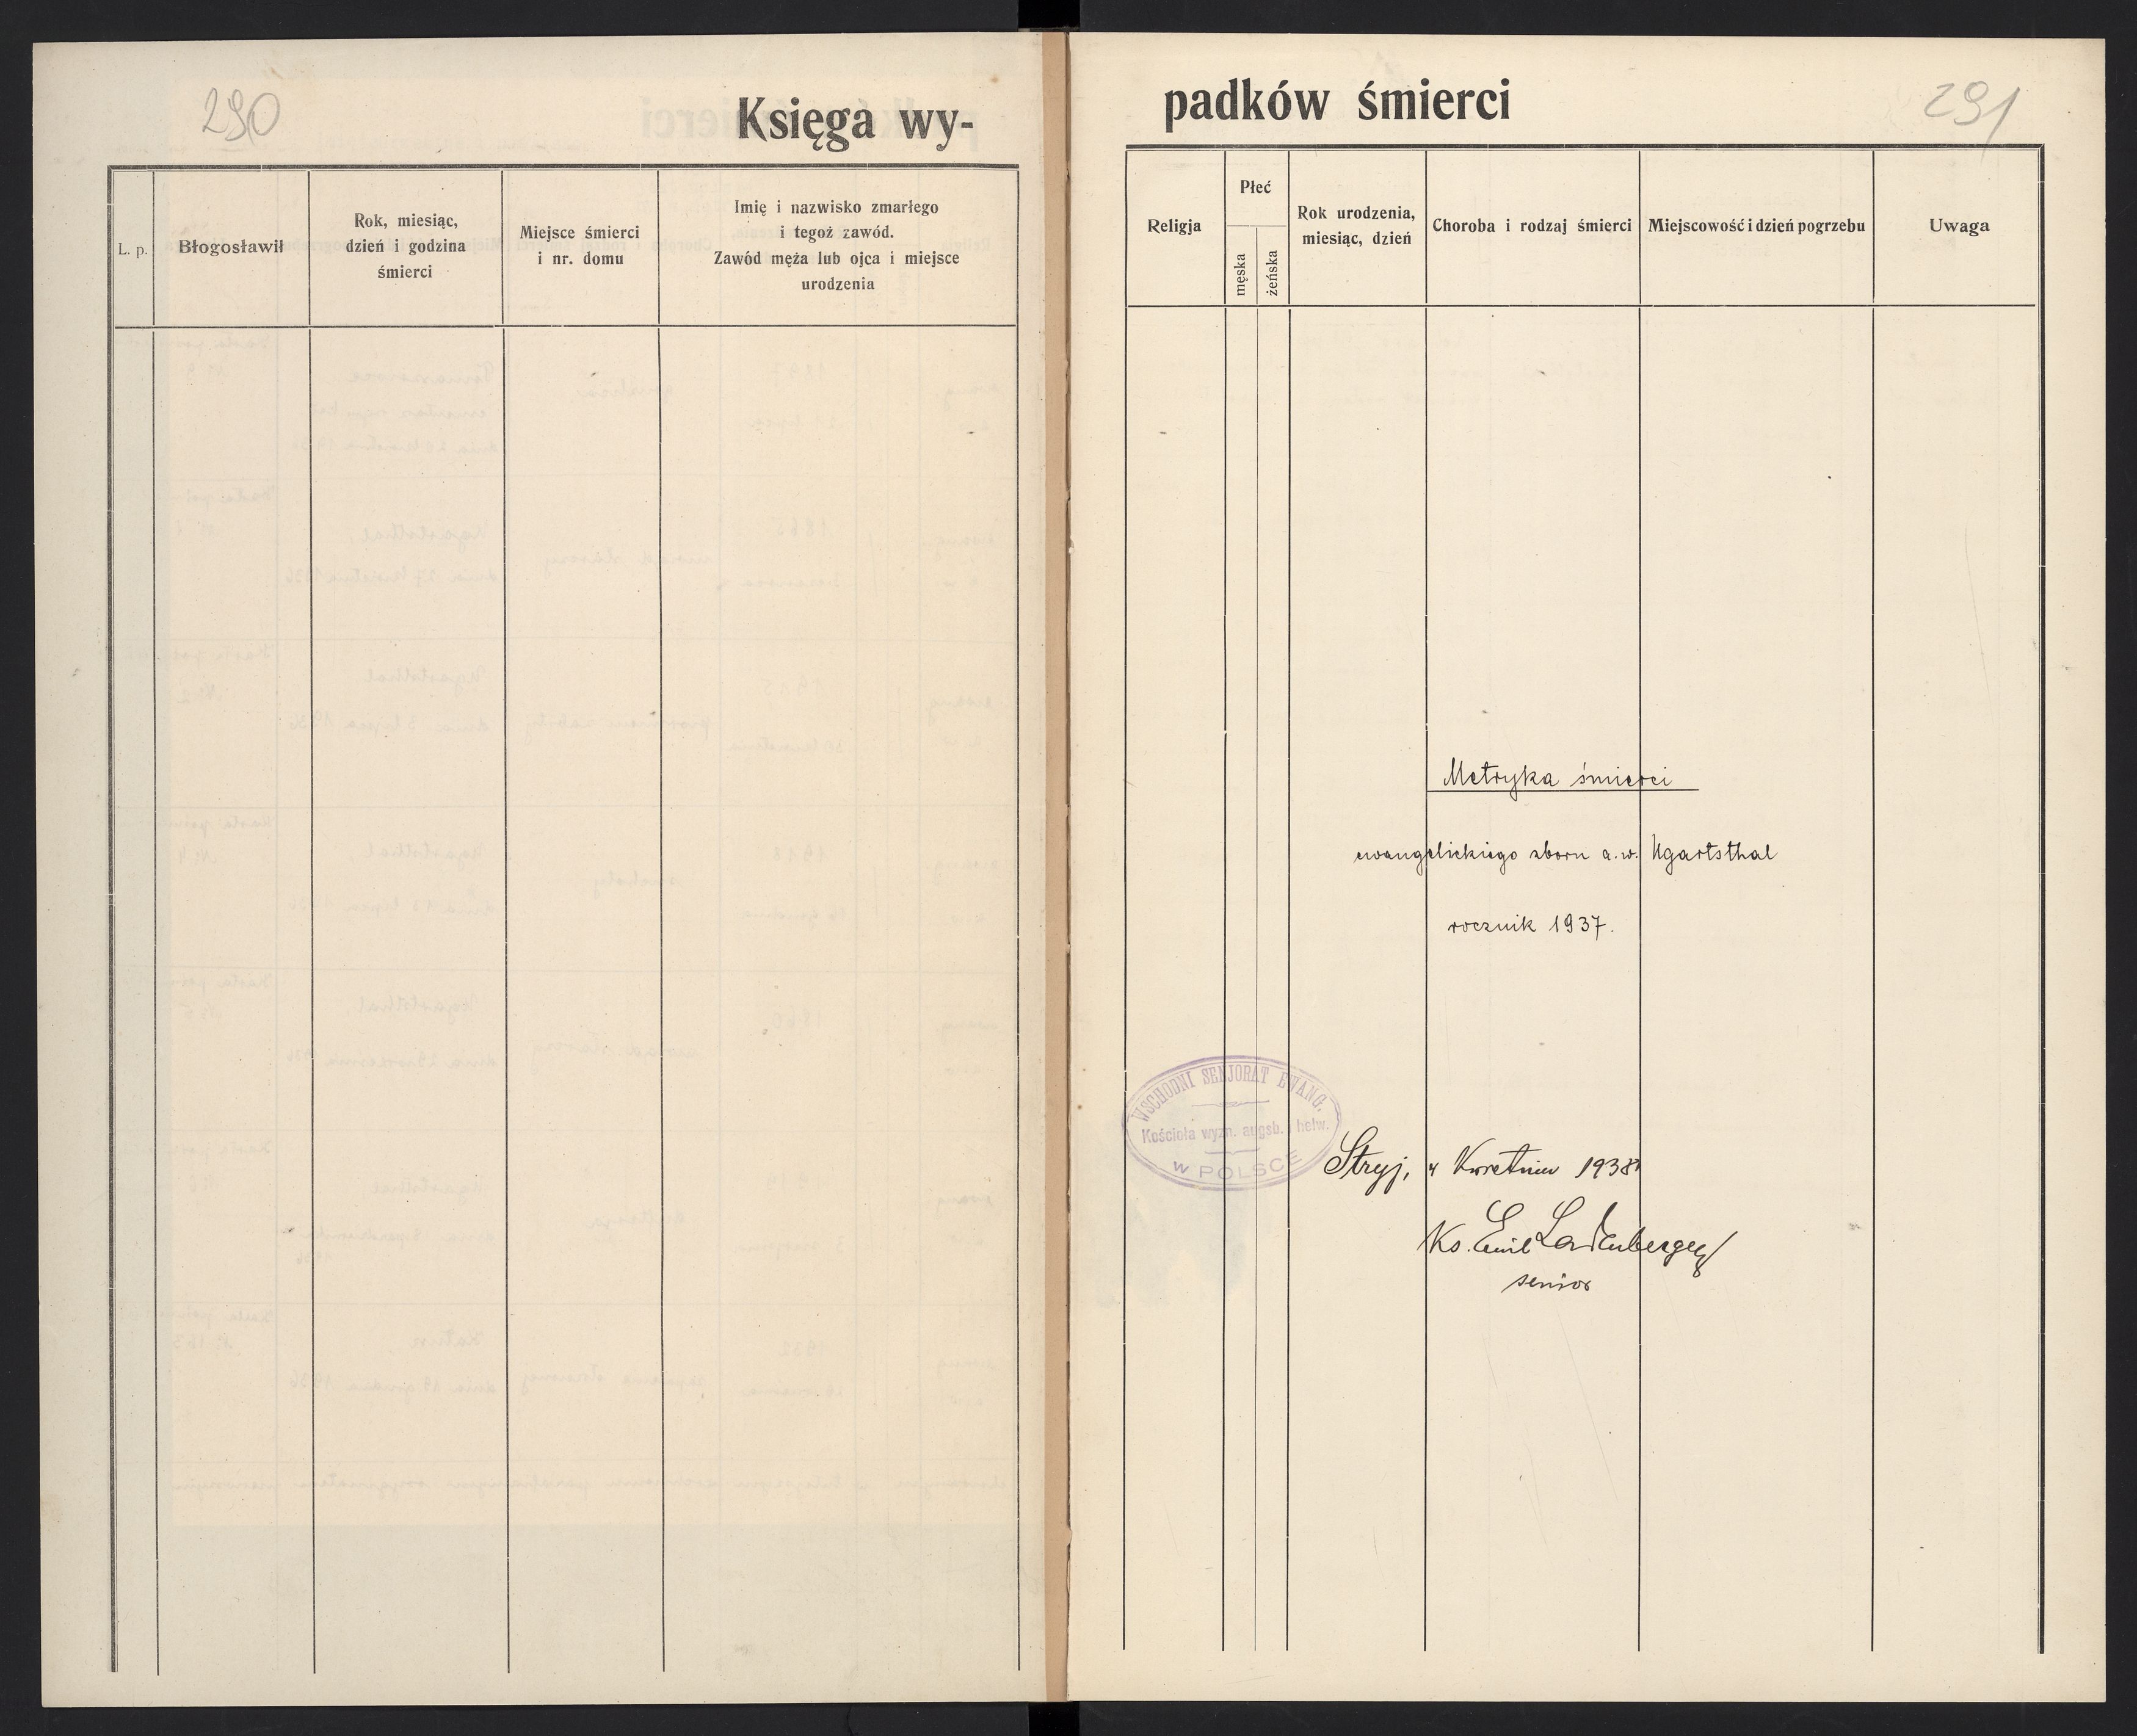 290
Księga wy-
L. p.
Błogosławił
Rok, miesiąc,
dzień i godzina
śmierci
Miejsce śmierci
i nr. domu
Imię i nazwisko zmarłego
i tegoż zawód.
Zawód męża lub ojca i miejsce
urodzenia
padków śmierci
291
Religja
Płeć
męska
żeńska
Rok urodzenia,
miesiąc, dzień
Choroba i rodzaj śmierci
Miejscowość i dzień pogrzebu
Uwaga
Metryka śmierci
ewangelickiego zboru a.w. Ugartsthal
rocznik 1937.
WSCHODNI SENJORAT EWANG.
Kościoła wyzn. augsb. i helw.
W POLSCE
Stryj, 4 Kwietnia 1938
Ks. Emil Ladenberger
senior